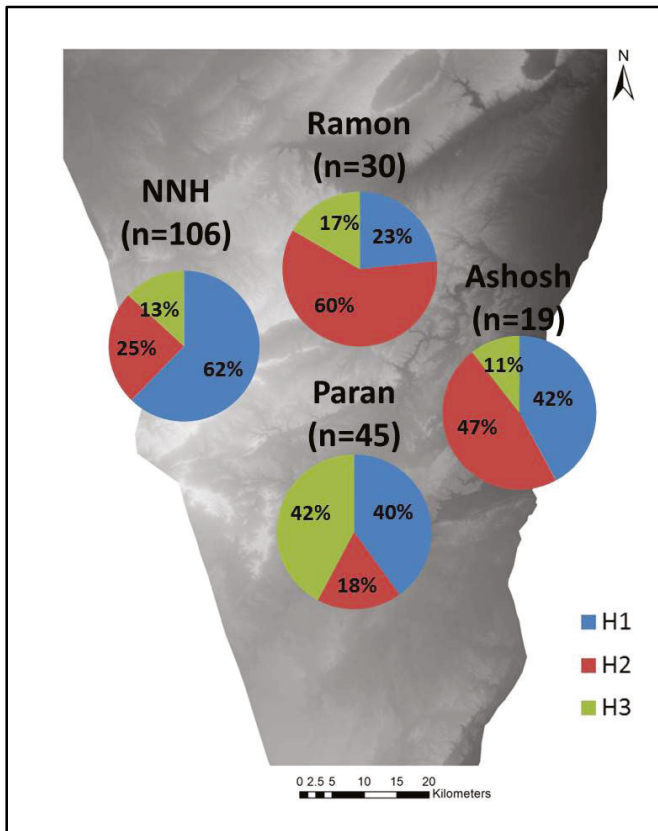 N
Ramon
(n=30)
17%
23%
60%
NNH
(n=106)
13%
25%
62%
Ashosh
(n=19)
11%
42%
47%
Paran
(n=45)
42%
40%
18%
H1
H2
H3
0 2.5 5 10 15 20
Kilometers